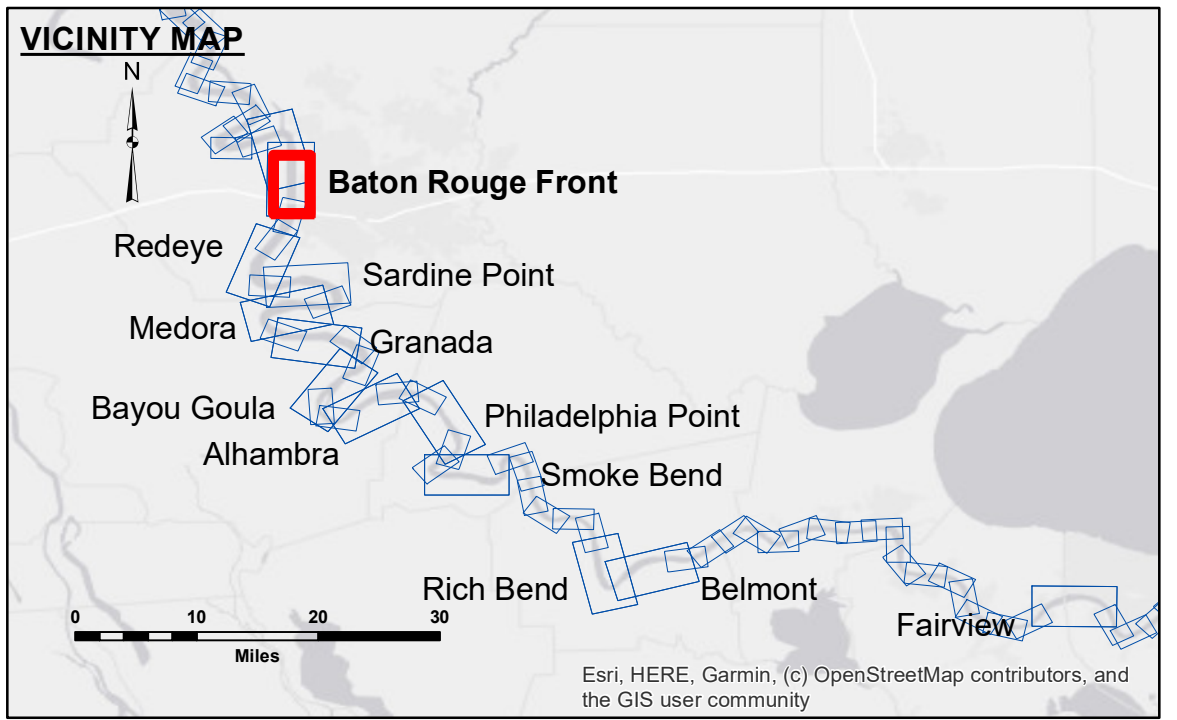 VICINITY MAP
N
Baton Rouge Front
Redeye
Sardine Point
Medora
Granada
Bayou Goula
Philadelphia Point
Alhambra
Smoke Bend
Rich Bend
Belmont
Fairview
0 10 20 30
Miles
Esri, HERE, Garmin, (c) OpenStreetMap contributors, and
the GIS user community